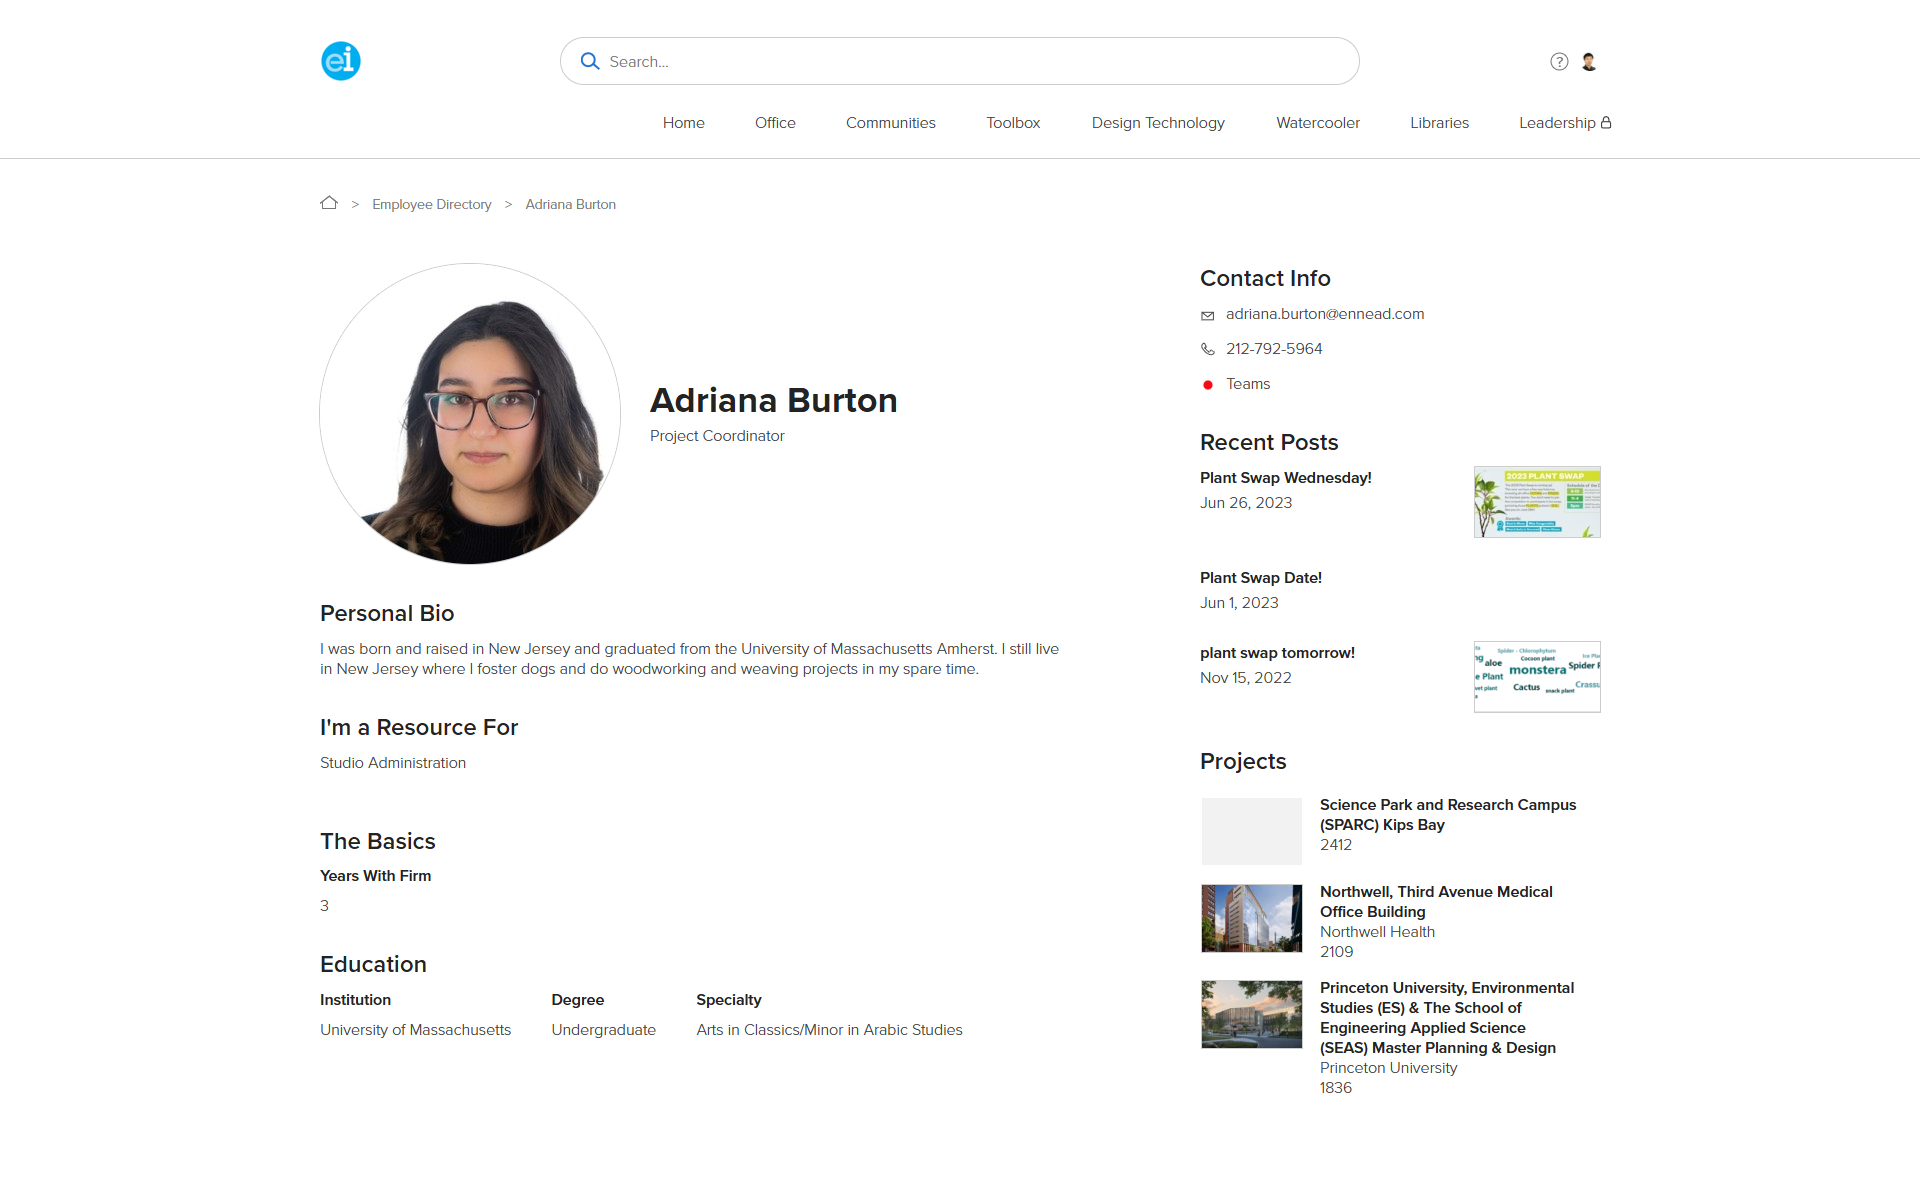 ei
Search...
?
Home
Office
Communities
Toolbox
Design Technology
Watercooler
Libraries
Leadership
> Employee Directory > Adriana Burton
Adriana Burton
Project Coordinator
Personal Bio
I was born and raised in New Jersey and graduated from the University of Massachusetts Amherst. I still live
in New Jersey where I foster dogs and do woodworking and weaving projects in my spare time.
I'm a Resource For
Studio Administration
The Basics
Years With Firm
3
Education
Institution Degree Specialty
University of Massachusetts Undergraduate Arts in Classics/Minor in Arabic Studies
Contact Info
adriana.burton@ennead.com
212-792-5964
Teams
Recent Posts
Plant Swap Wednesday!
Jun 26, 2023
2023 PLANT SWAP
Plant Swap Date!
Jun 1, 2023
plant swap tomorrow!
Nov 15, 2022
Spider - Chlorophytum
Cocoon plant
aloe
monstera
Spider
e Plant
Cactus
snack plant
Crassu
Projects
Science Park and Research Campus
(SPARC) Kips Bay
2412
Northwell, Third Avenue Medical
Office Building
Northwell Health
2109
Princeton University, Environmental
Studies (ES) & The School of
Engineering Applied Science
(SEAS) Master Planning & Design
Princeton University
1836